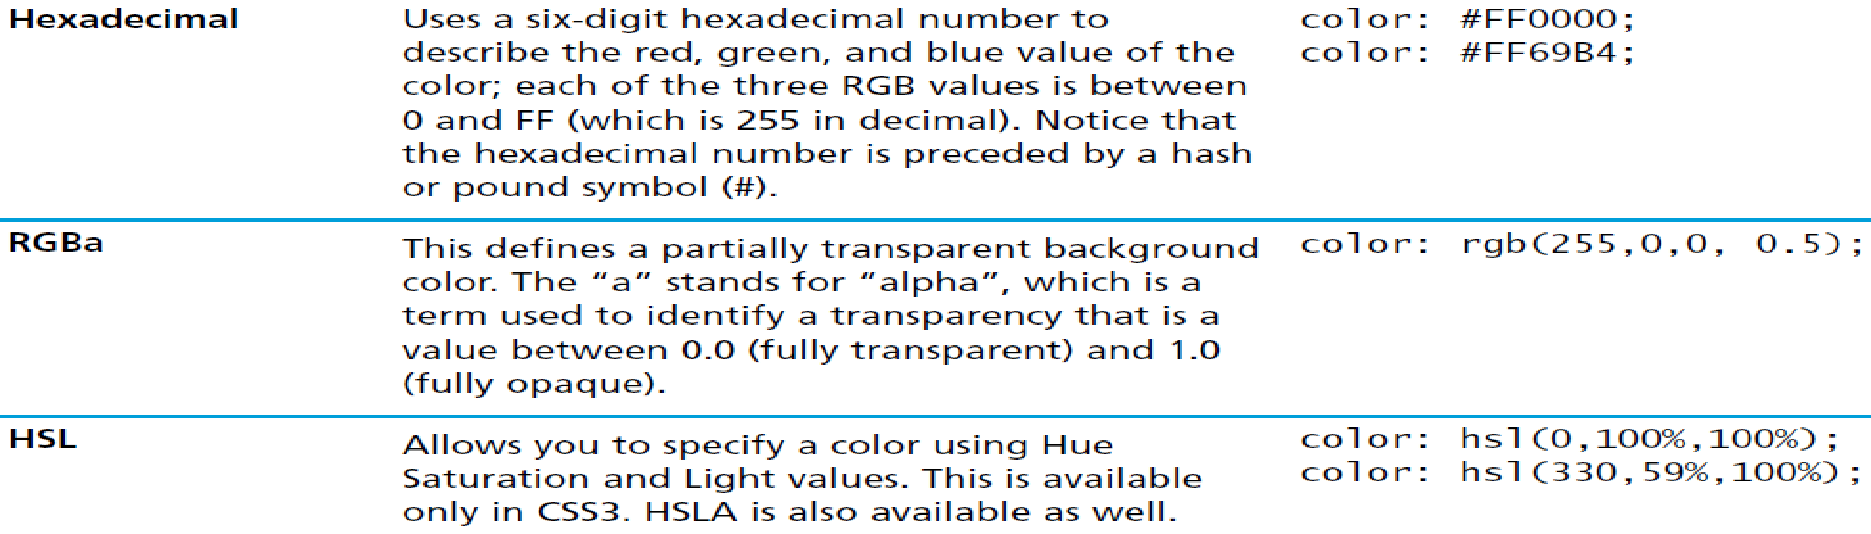 Hexadecimal
Uses a six-digit hexadecimal number to
describe the red, green, and blue value of the
color; each of the three RGB values is between
0 and FF (which is 255 in decimal). Notice that
the hexadecimal number is preceded by a hash
or pound symbol (#).
color: #FF0000;
color: #FF69B4;
RGBa
This defines a partially transparent background
color. The “a” stands for “alpha”, which is a
term used to identify a transparency that is a
value between 0.0 (fully transparent) and 1.0
(fully opaque).
color: rgb(255,0,0, 0.5);
HSL
Allows you to specify a color using Hue
Saturation and Light values. This is available
only in CSS3. HSLA is also available as well.
color: hsl(0,100%,100%);
color: hsl(330,59%,100%);